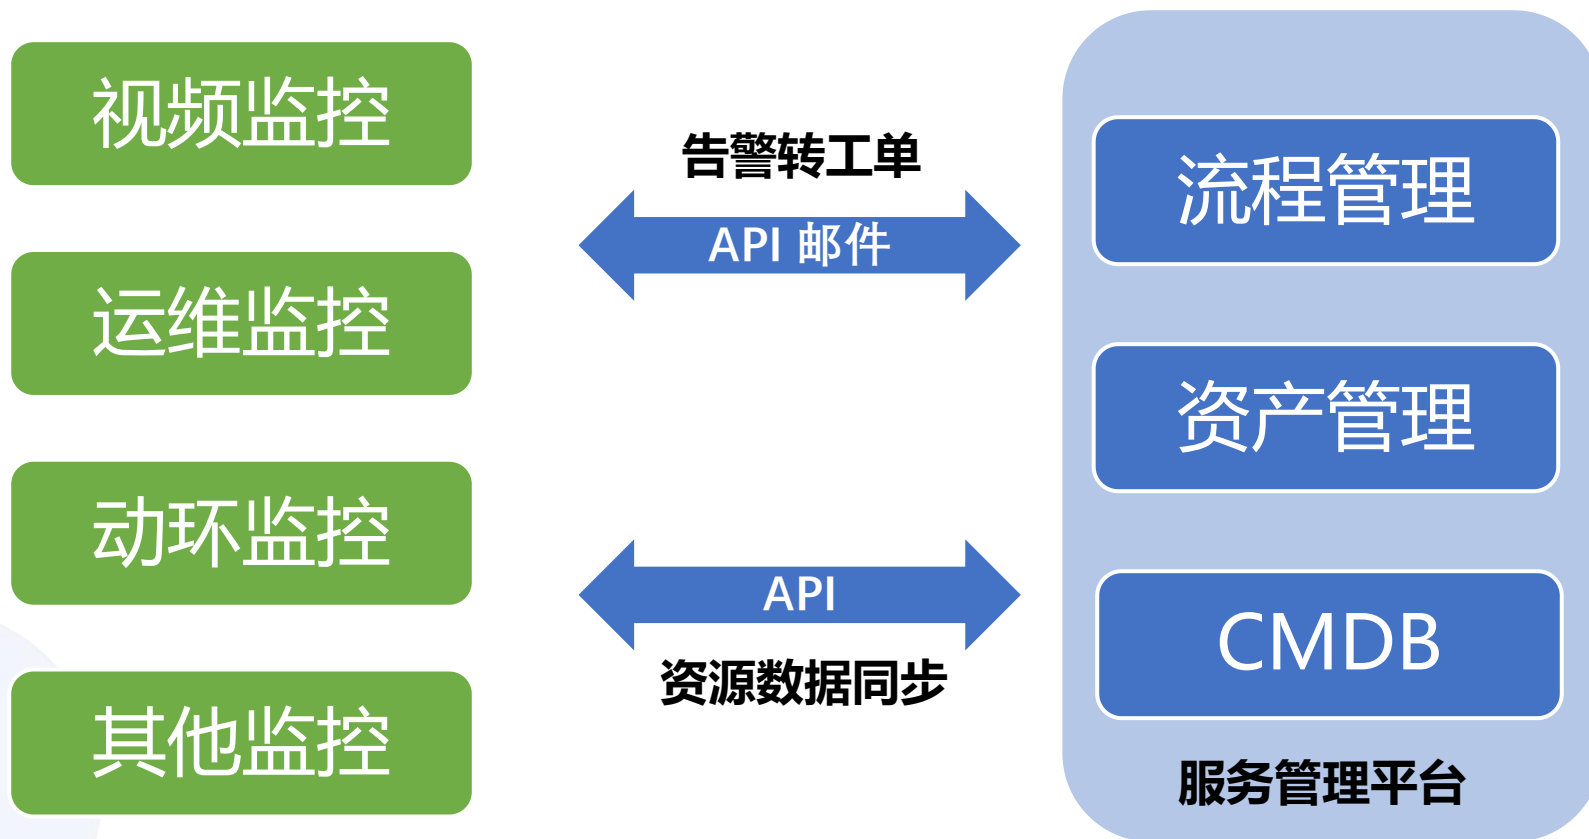 视频监控
运维监控
动环监控
其他监控
告警转工单
API 邮件
API
资源数据同步
流程管理
资产管理
CMDB
服务管理平台